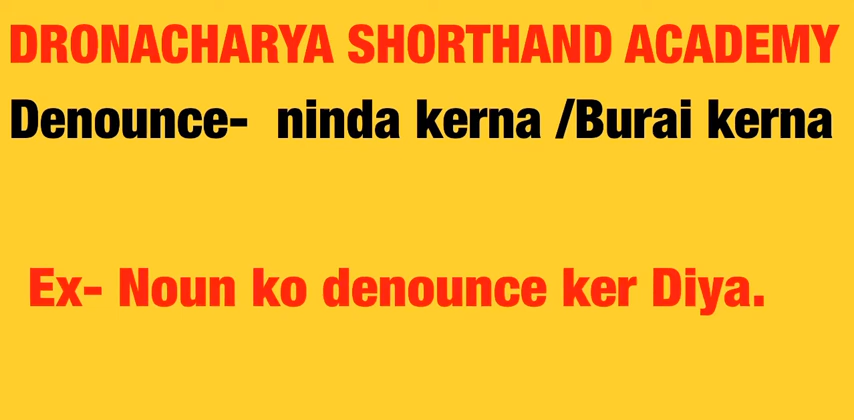 DRONACHARYA SHORTHAND ACADEMY
Denounce- ninda kerna /Burai kerna
Ex- Noun ko denounce ker Diya.